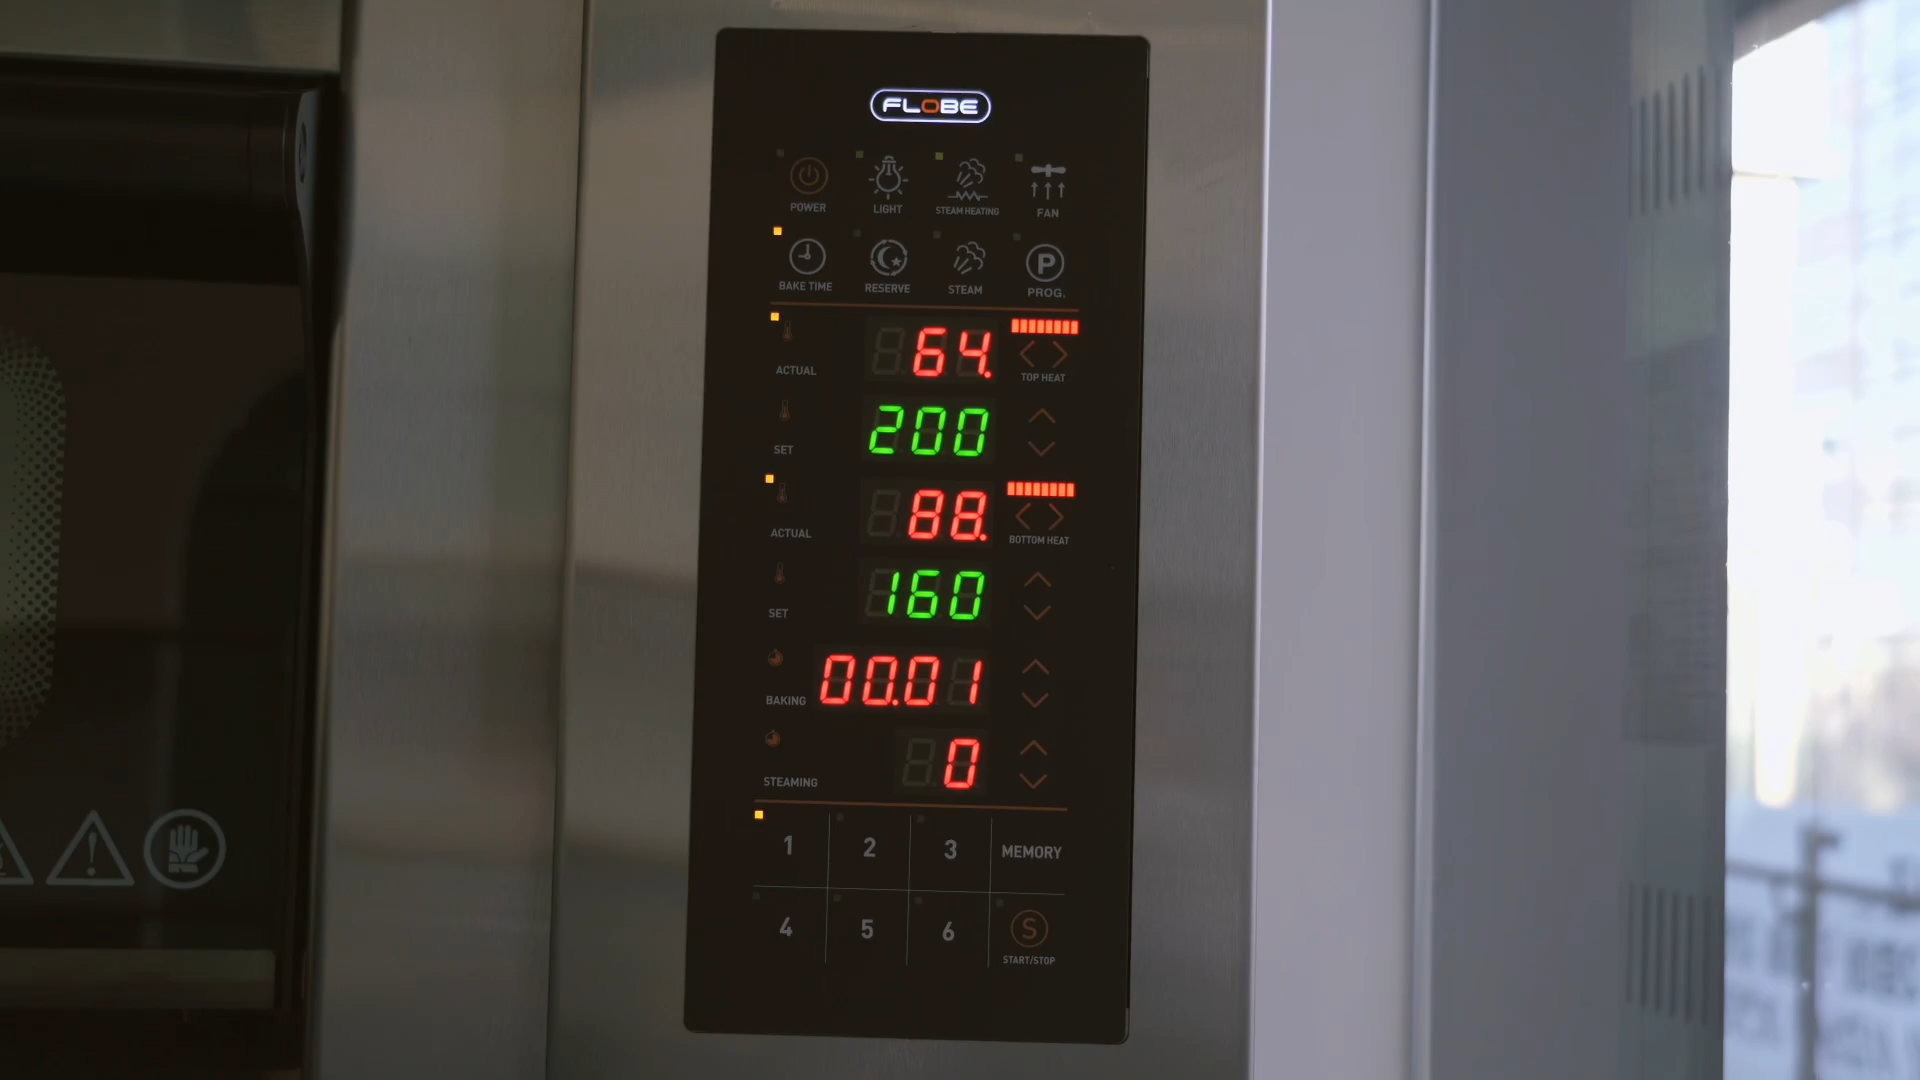 FLOBE
POWER LIGHT STEAM HEATING FAN
BAKE TIME RESERVE STEAM P PROG.
ACTUAL 64. TOP HEAT
SET 200
ACTUAL 88. BOTTOM HEAT
SET 160
BAKING 00.01
STEAMING 0
1 2 3 MEMORY
4 5 6 S START/STOP